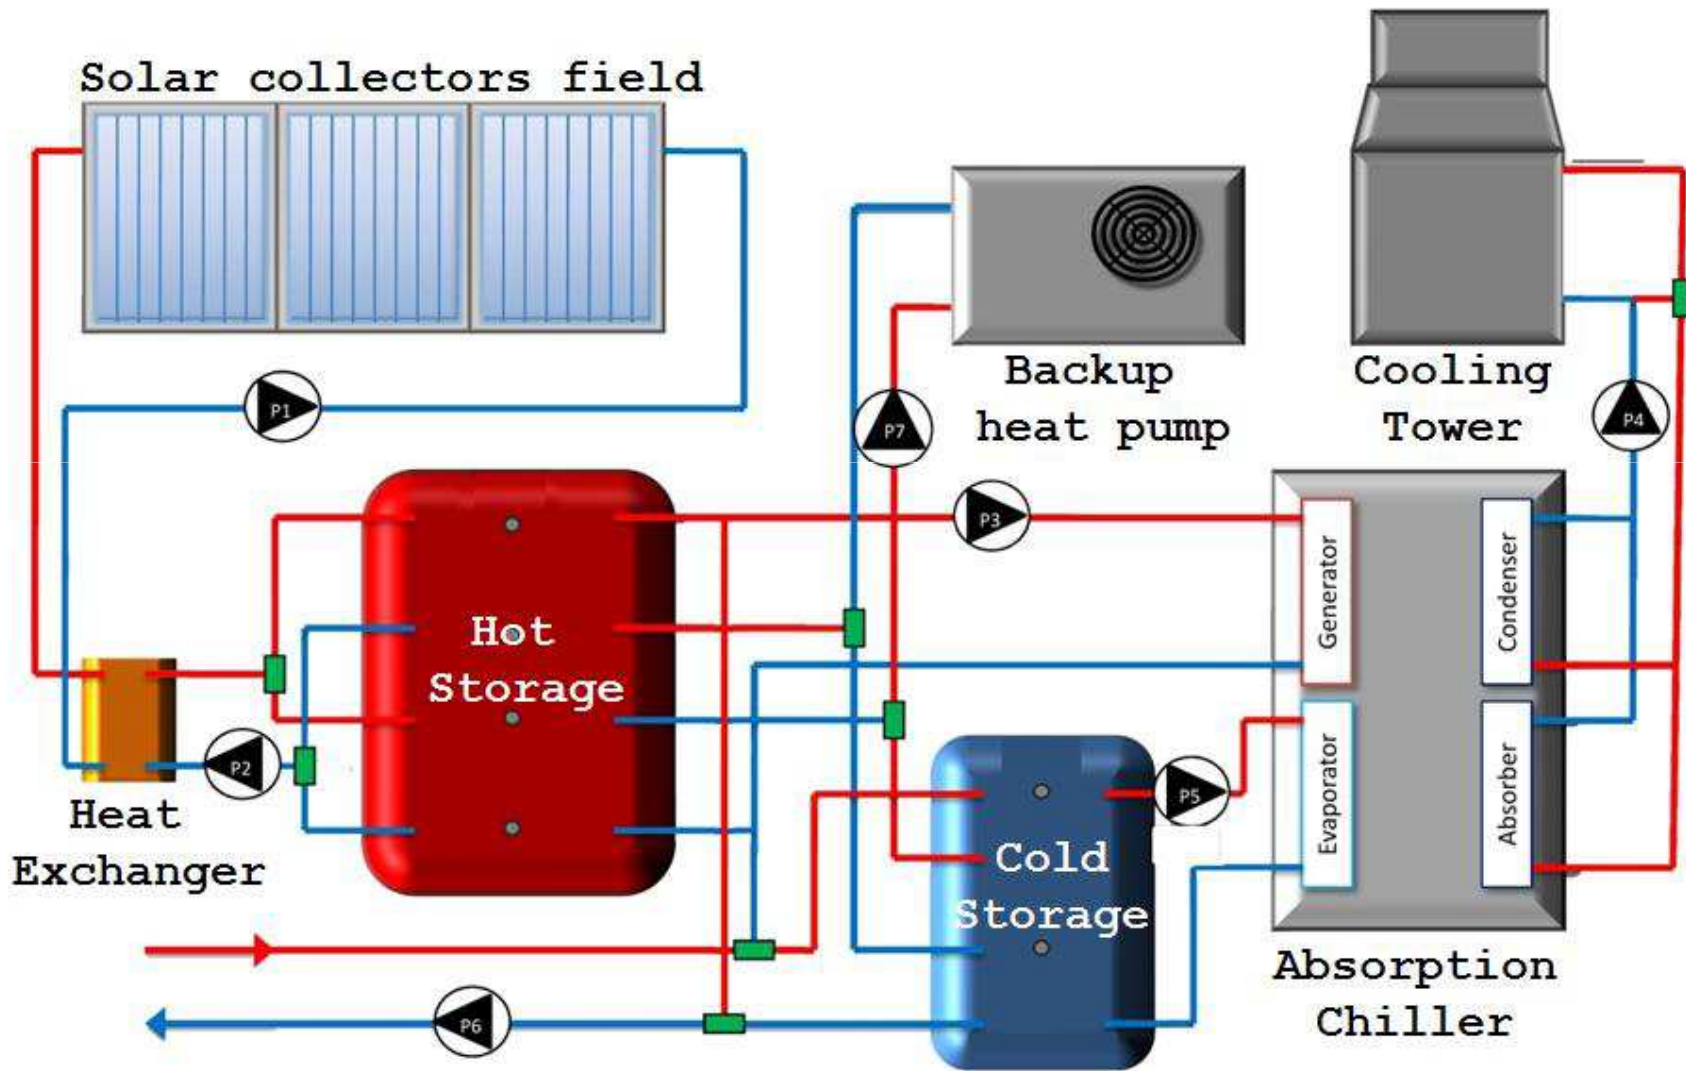 Solar collectors field
P1
Backup
heat pump
P7
Cooling
Tower
P4
P3
Hot
Storage
Generator
Condenser
P2
Heat
Exchanger
P5
Evaporator
Absorber
Cold
Storage
Absorption
Chiller
P6